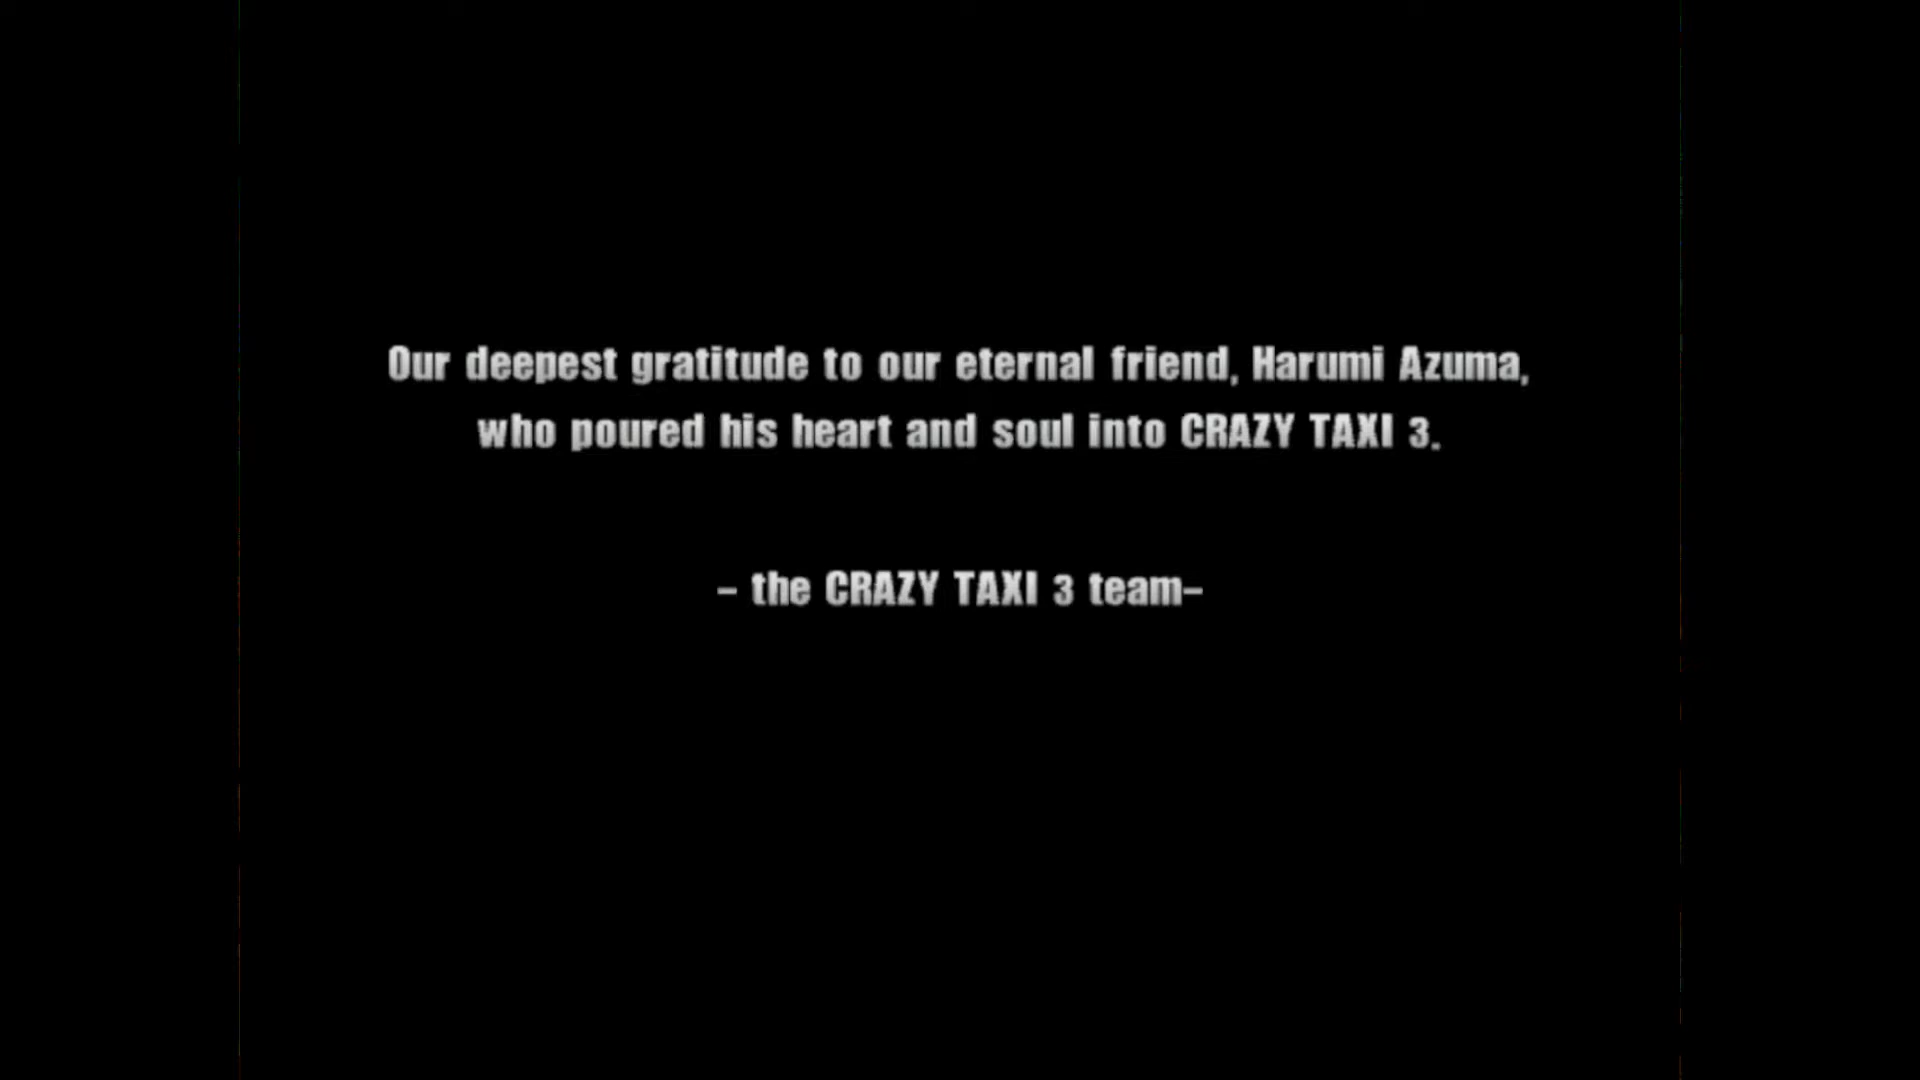 Our deepest gratitude to our eternal friend, Harumi Azuma,
who poured his heart and soul into CRAZY TAXI 3.
– the CRAZY TAXI 3 team–